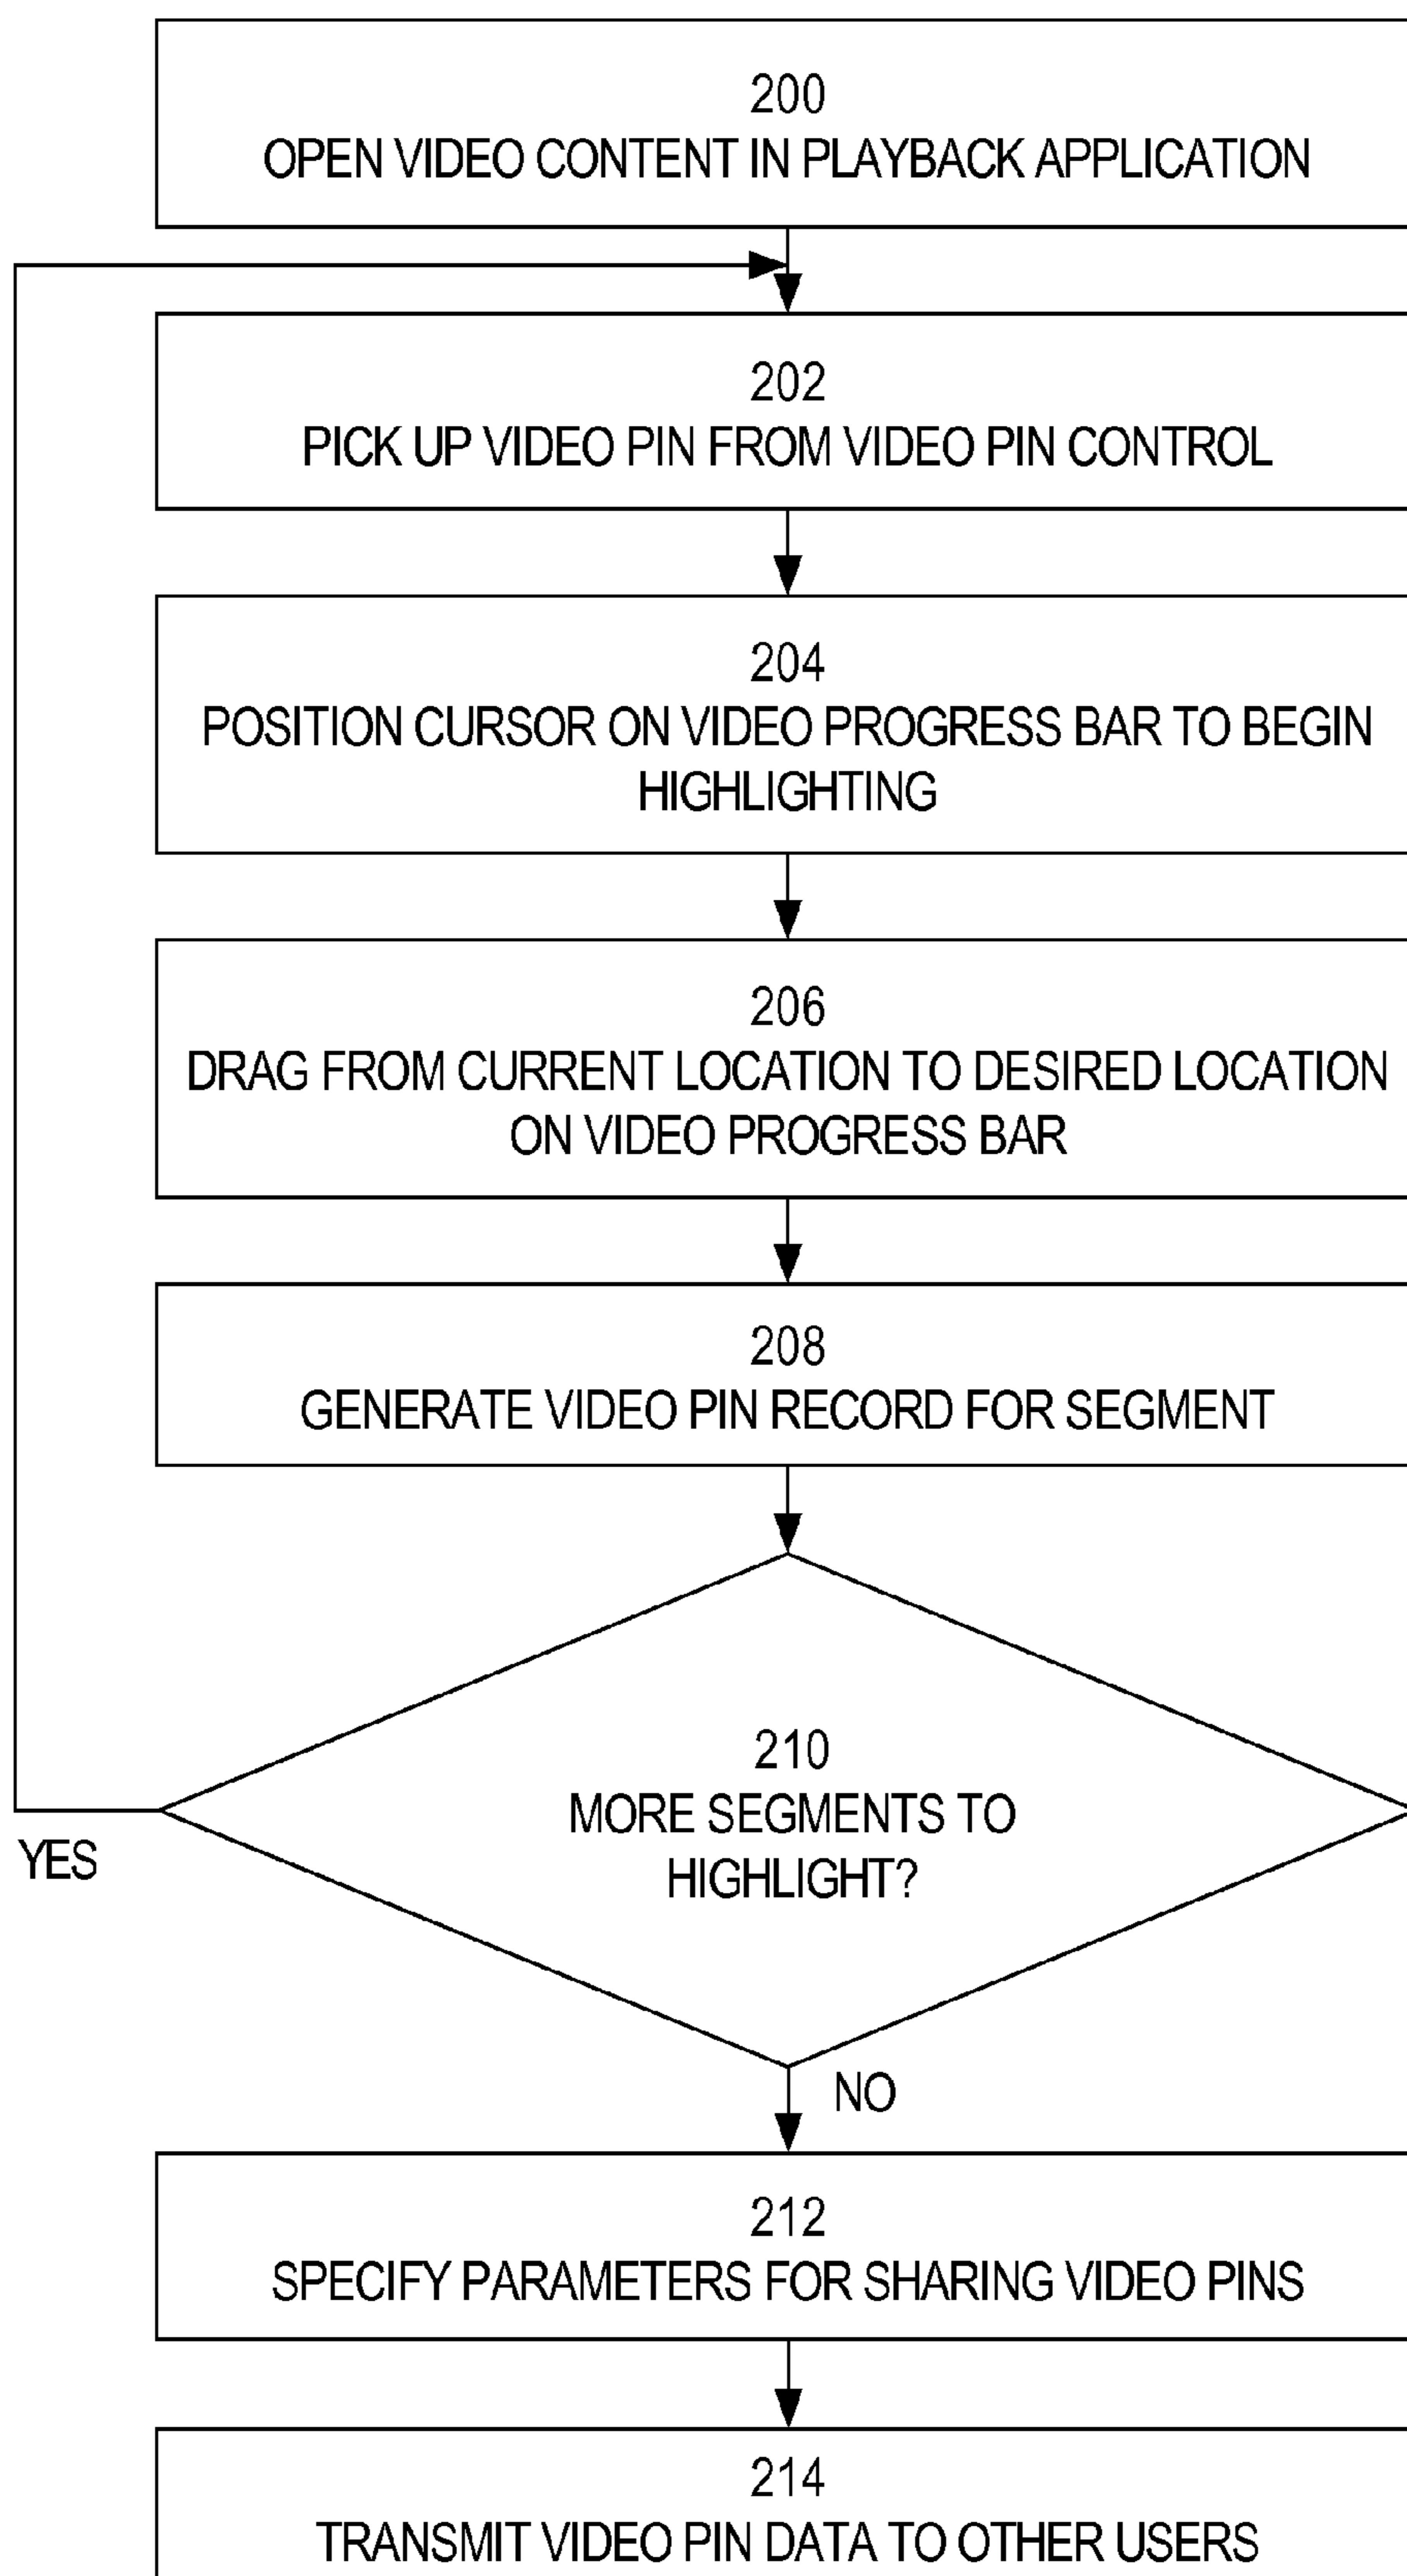 200
OPEN VIDEO CONTENT IN PLAYBACK APPLICATION
202
PICK UP VIDEO PIN FROM VIDEO PIN CONTROL
204
POSITION CURSOR ON VIDEO PROGRESS BAR TO BEGIN
HIGHLIGHTING
206
DRAG FROM CURRENT LOCATION TO DESIRED LOCATION
ON VIDEO PROGRESS BAR
208
GENERATE VIDEO PIN RECORD FOR SEGMENT
210
MORE SEGMENTS TO
HIGHLIGHT?
YES
NO
212
SPECIFY PARAMETERS FOR SHARING VIDEO PINS
214
TRANSMIT VIDEO PIN DATA TO OTHER USERS